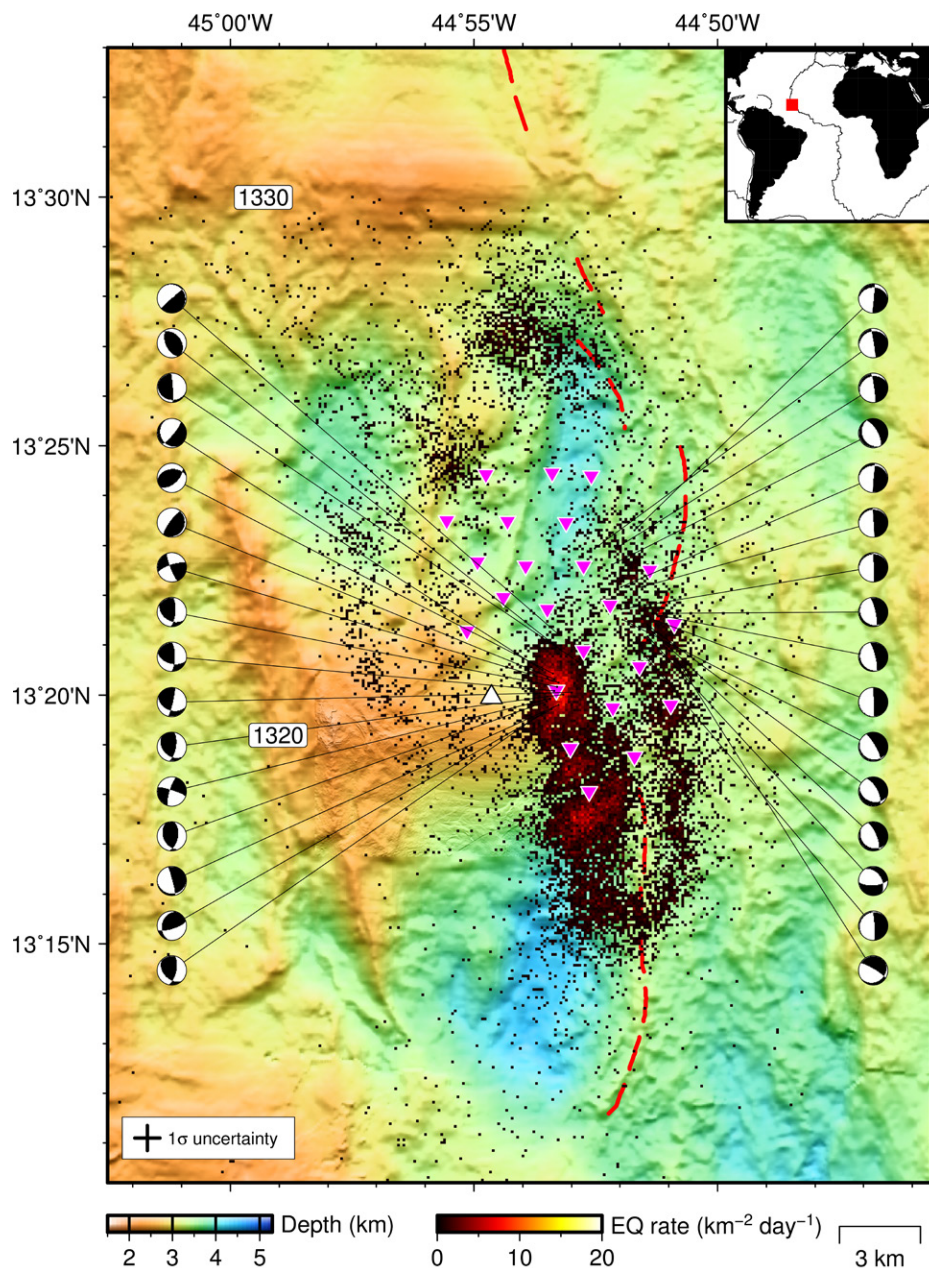 45°00'W 44°55'W 44°50'W
13°30'N
1330
13°25'N
13°20'N
1320
13°15'N
1σ uncertainty
Depth (km)
2 3 4 5
EQ rate (km⁻² day⁻¹)
0 10 20
3 km